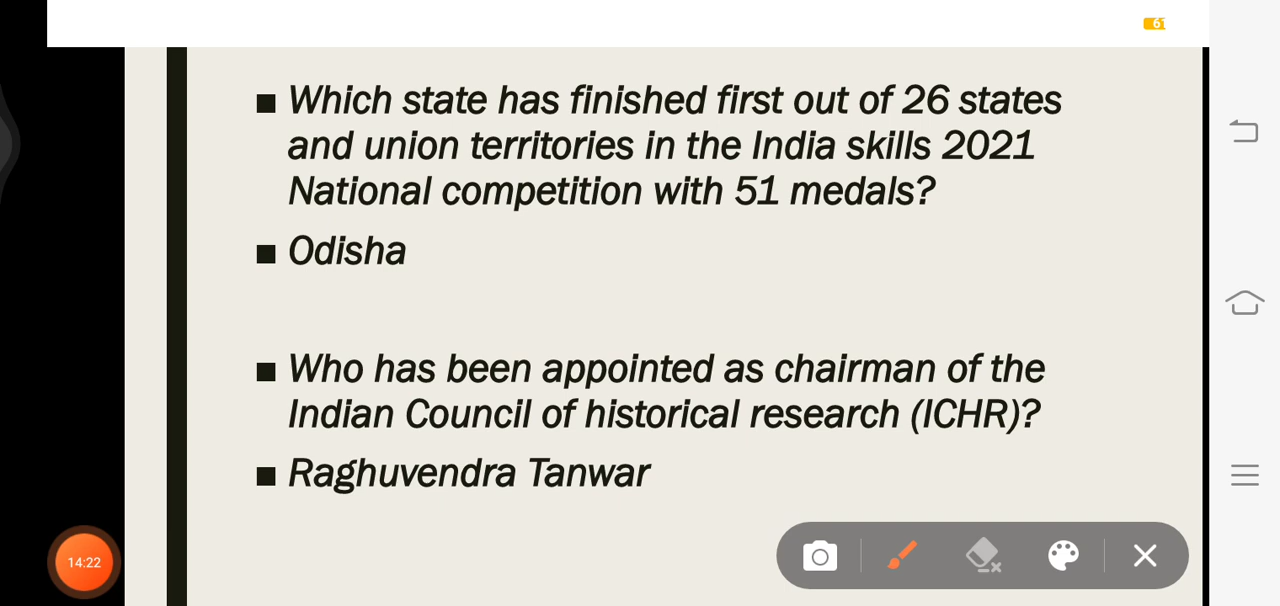 61
Which state has finished first out of 26 states
and union territories in the India skills 2021
National competition with 51 medals?
Odisha
Who has been appointed as chairman of the
Indian Council of historical research (ICHR)?
Raghuvendra Tanwar
14:22